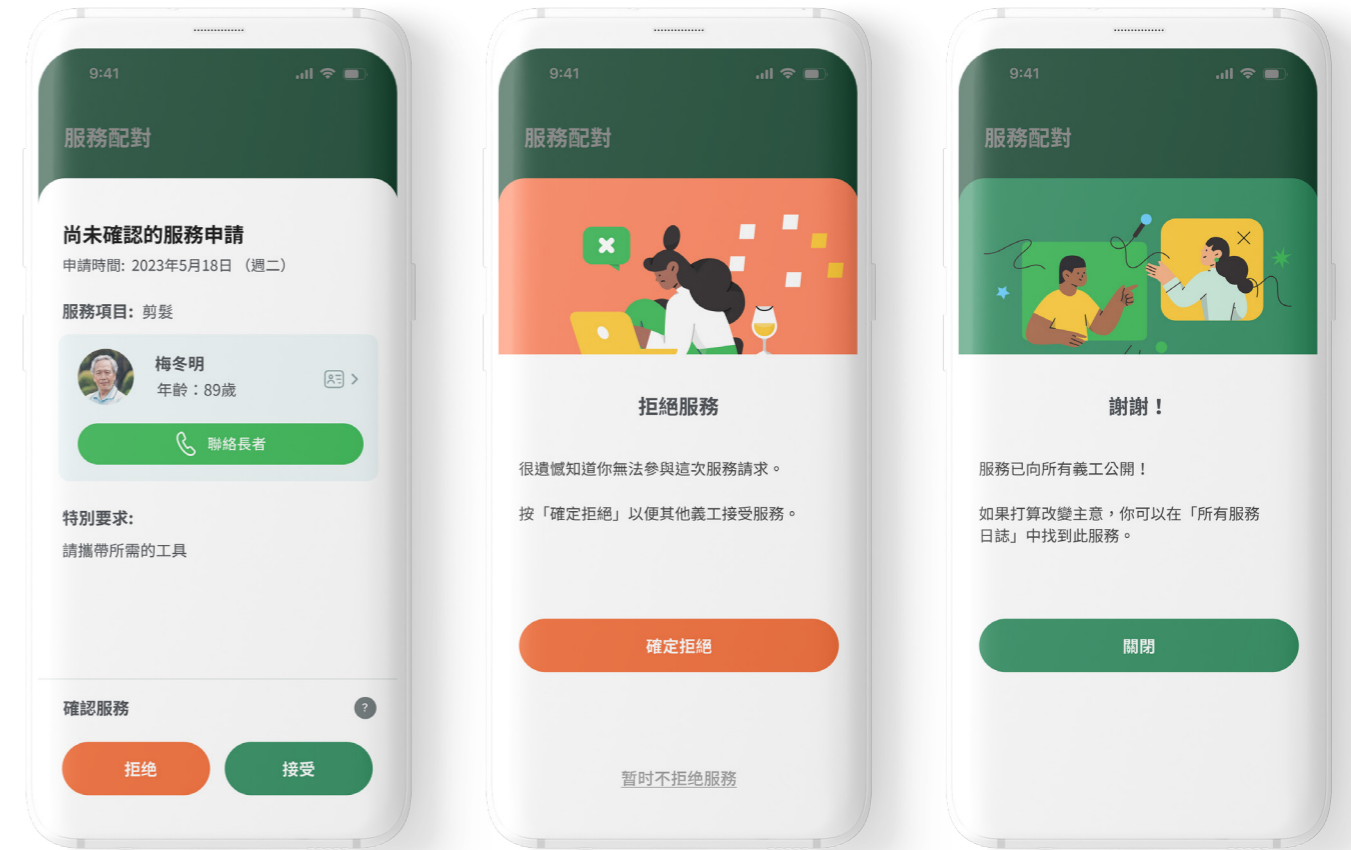 9:41
服務配對
尚未確認的服務申請
申請時間: 2023年5月18日 （週二）
服務項目: 剪髮
梅冬明
年齡：89歲
聯絡長者
特別要求:
請攜帶所需的工具
確認服務
?
拒绝
接受
9:41
服務配對
拒絕服務
很遺憾知道你無法參與這次服務請求。
按「確定拒絕」以便其他義工接受服務。
確定拒絕
暂时不拒绝服務
9:41
服務配對
謝謝！
服務已向所有義工公開！
如果打算改變主意，你可以在「所有服務
日誌」中找到此服務。
關閉